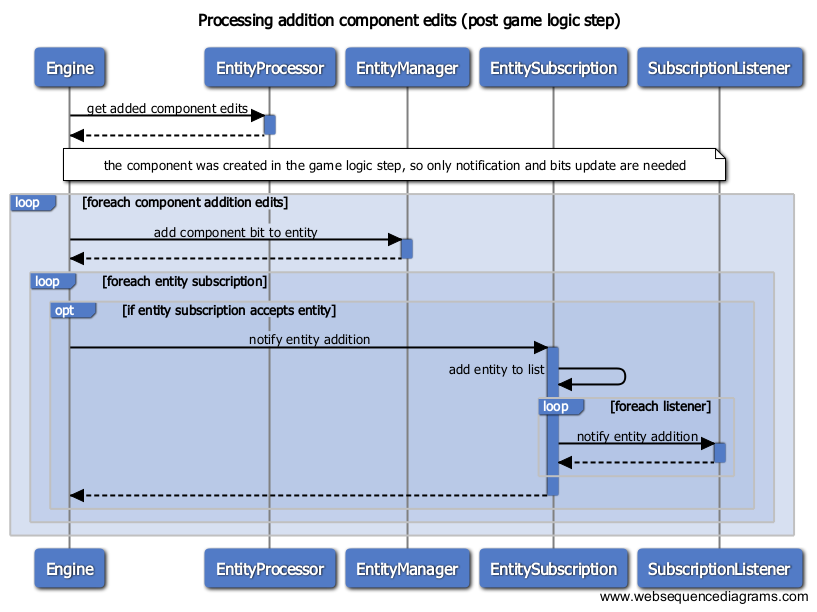 Processing addition component edits (post game logic step)
Engine EntityProcessor EntityManager EntitySubscription SubscriptionListener
get added component edits
the component was created in the game logic step, so only notification and bits update are needed
loop [foreach component addition edits]
add component bit to entity
loop [foreach entity subscription]
opt [if entity subscription accepts entity]
notify entity addition
add entity to list
loop [foreach listener]
notify entity addition
Engine EntityProcessor EntityManager EntitySubscription SubscriptionListener
www.websequencediagrams.com